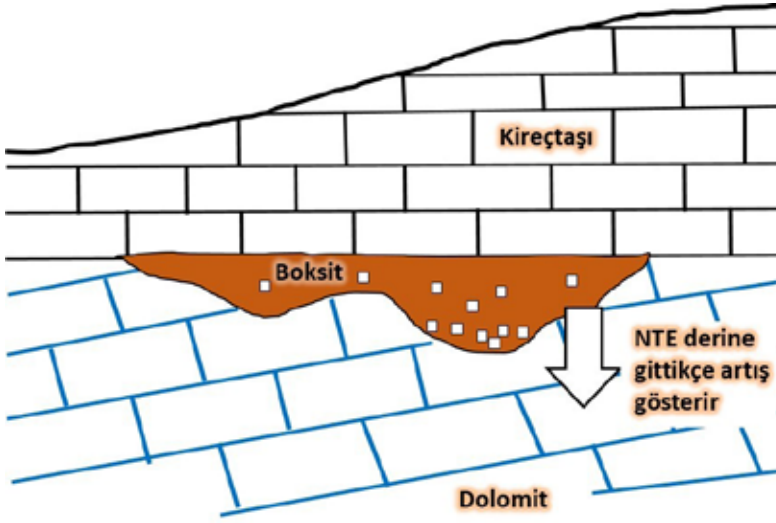 Kireçtaşı
Boksit
NTE derine
gittikçe artış
gösterir
Dolomit